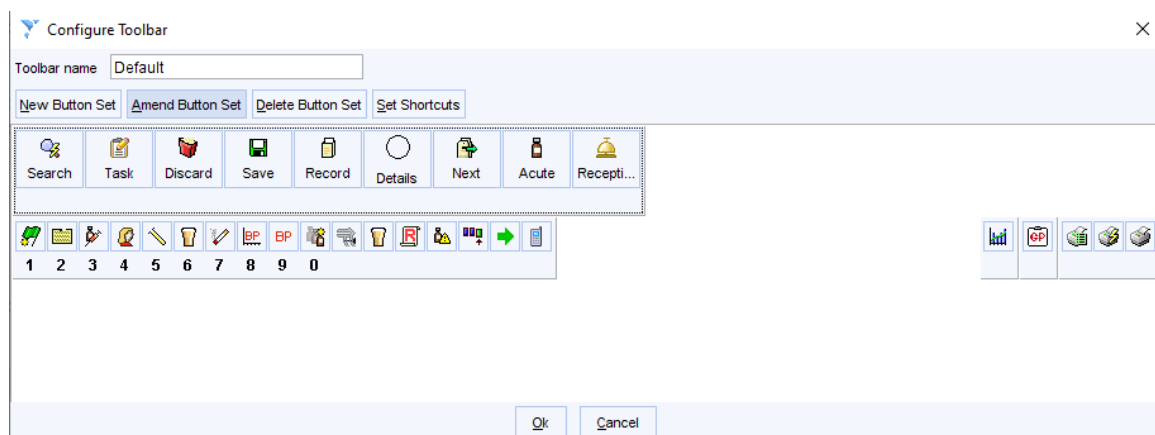 Configure Toolbar
Toolbar name Default
New Button Set Amend Button Set Delete Button Set Set Shortcuts
Search Task Discard Save Record Details Next Acute Recepti...
BP BP R GP
1 2 3 4 5 6 7 8 9 0
Ok Cancel